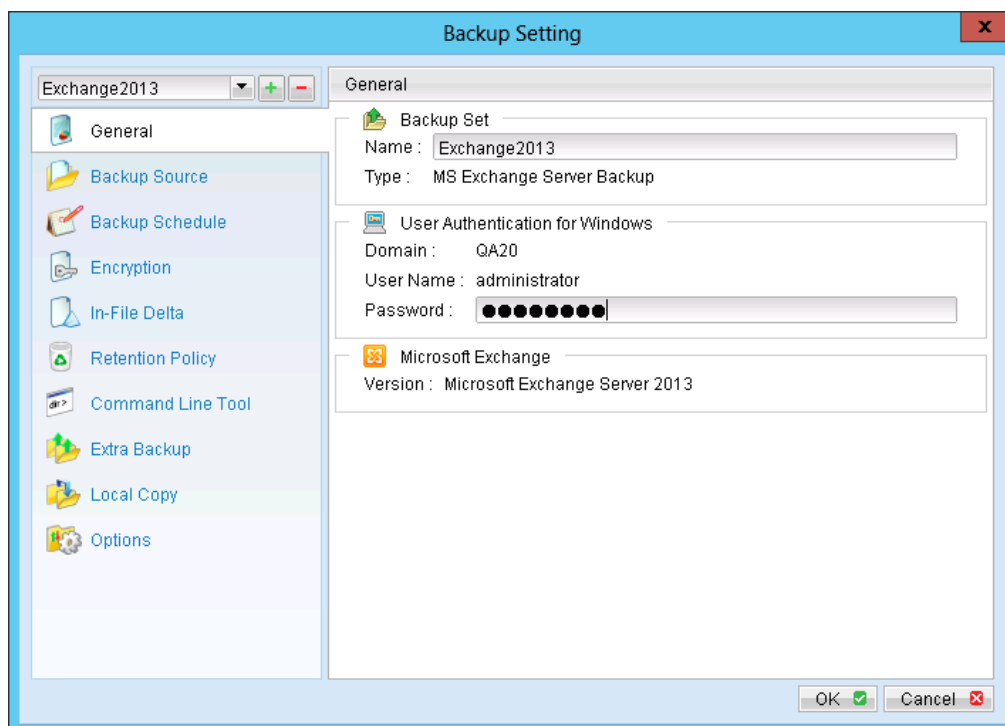 Backup Setting
x
Exchange2013
General
Backup Source
Backup Schedule
Encryption
In-File Delta
Retention Policy
dir>
Command Line Tool
Extra Backup
Local Copy
Options
General
Backup Set
Name : Exchange2013
Type : MS Exchange Server Backup
User Authentication for Windows
Domain : QA20
User Name : administrator
Password : ●●●●●●●●
Microsoft Exchange
Version : Microsoft Exchange Server 2013
OK
Cancel